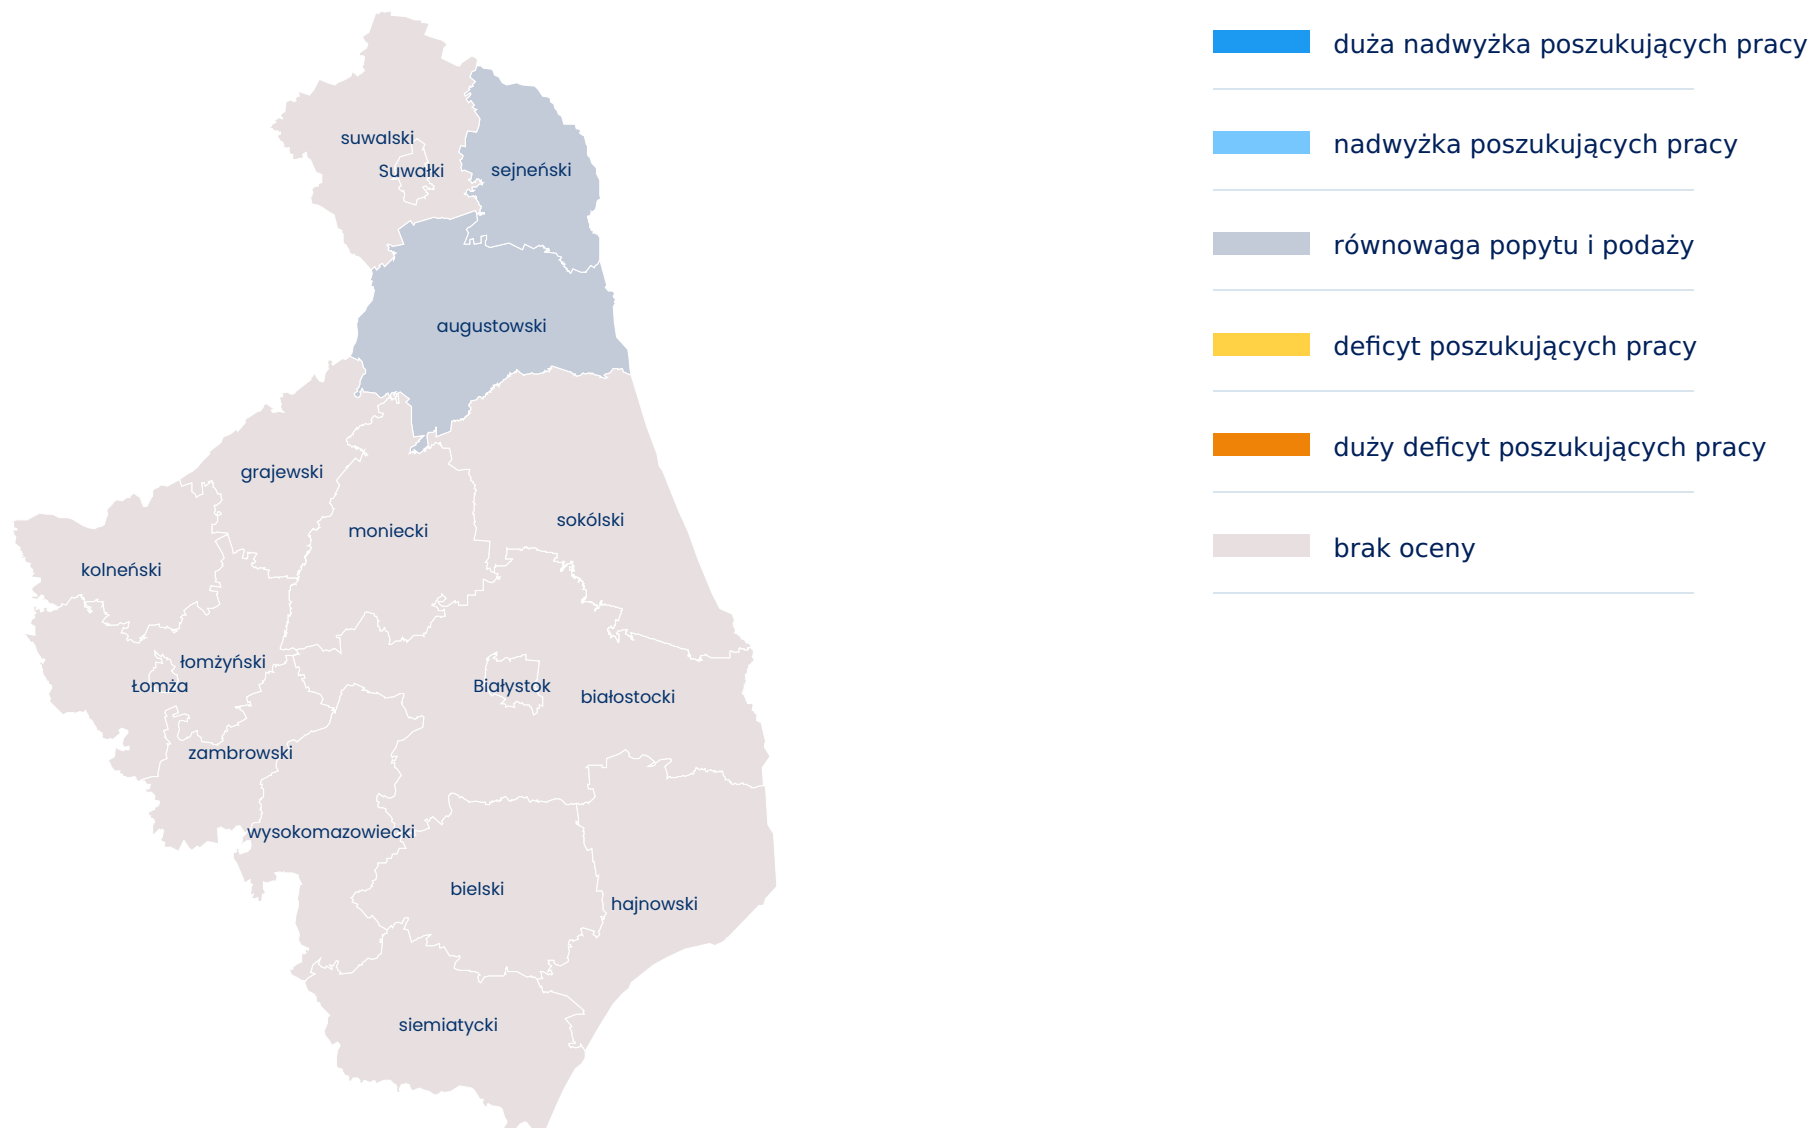 duża nadwyżka poszukujących pracy
nadwyżka poszukujących pracy
równowaga popytu i podaży
deficyt poszukujących pracy
duży deficyt poszukujących pracy
brak oceny
suwalski
Suwałki
sejneński
augustowski
grajewski
moniecki
sokólski
kolneński
łomżyński
Łomża
Białystok
białostocki
zambrowski
wysokomazowiecki
bielski
hajnowski
siemiatycki